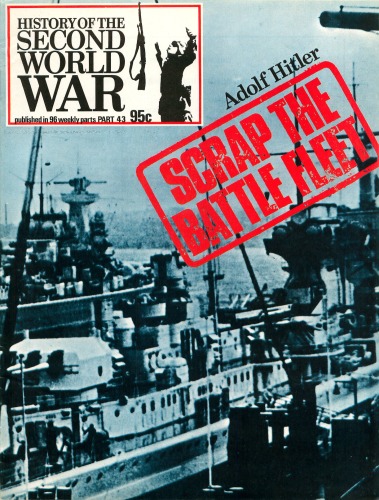 HISTORY OF THE
SECOND
WORLD
WAR
published in 96 weekly parts PART 43 95c
Adolf Hitler
SCRAP THE
BATTLE FLEET